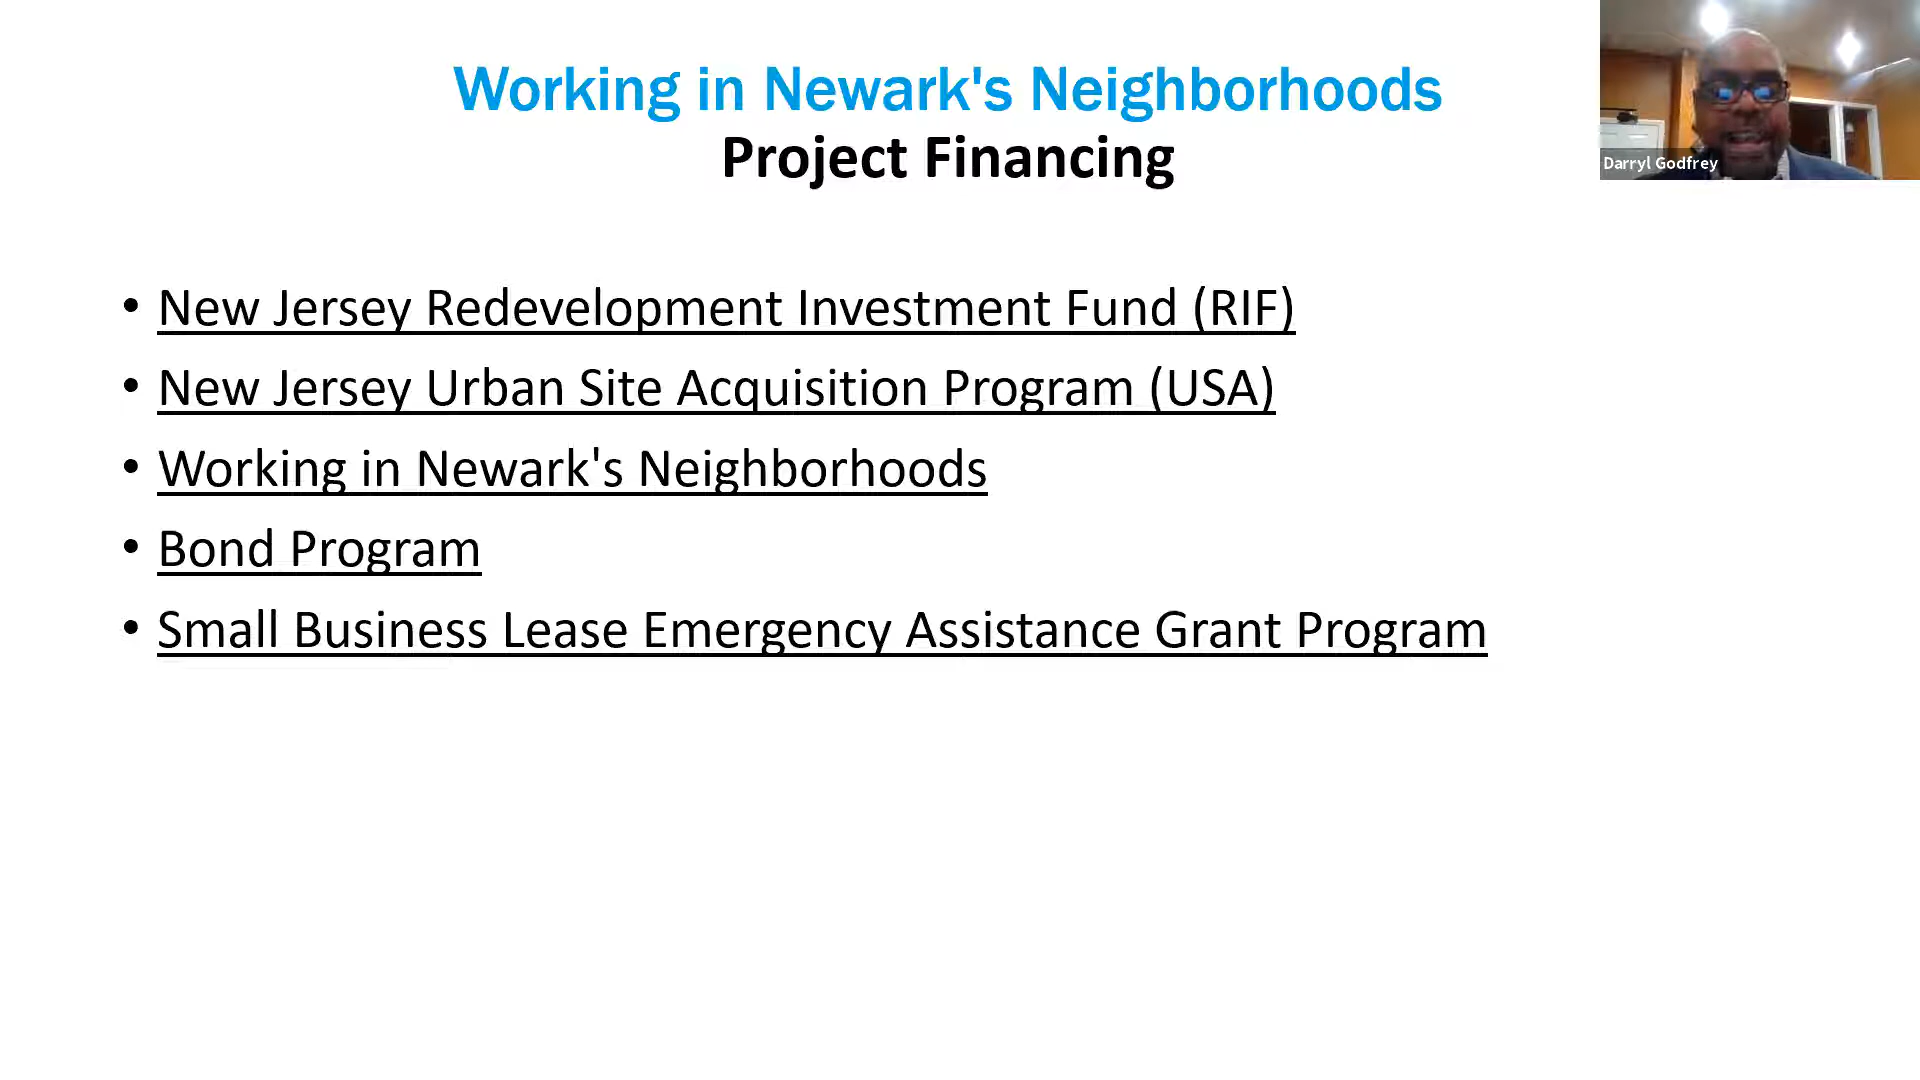 Working in Newark's Neighborhoods
Project Financing
Darryl Godfrey
• New Jersey Redevelopment Investment Fund (RIF)
• New Jersey Urban Site Acquisition Program (USA)
• Working in Newark's Neighborhoods
• Bond Program
• Small Business Lease Emergency Assistance Grant Program